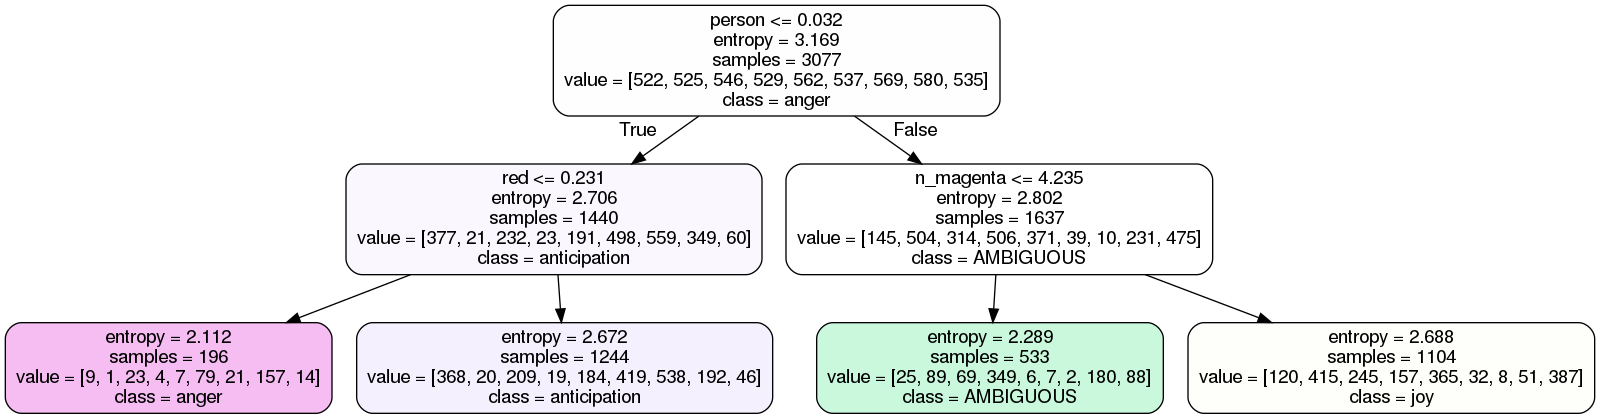 person <= 0.032
entropy = 3.169
samples = 3077
value = [522, 525, 546, 529, 562, 537, 569, 580, 535]
class = anger
True
False
red <= 0.231
entropy = 2.706
samples = 1440
value = [377, 21, 232, 23, 191, 498, 559, 349, 60]
class = anticipation
n_magenta <= 4.235
entropy = 2.802
samples = 1637
value = [145, 504, 314, 506, 371, 39, 10, 231, 475]
class = AMBIGUOUS
entropy = 2.112
samples = 196
value = [9, 1, 23, 4, 7, 79, 21, 157, 14]
class = anger
entropy = 2.672
samples = 1244
value = [368, 20, 209, 19, 184, 419, 538, 192, 46]
class = anticipation
entropy = 2.289
samples = 533
value = [25, 89, 69, 349, 6, 7, 2, 180, 88]
class = AMBIGUOUS
entropy = 2.688
samples = 1104
value = [120, 415, 245, 157, 365, 32, 8, 51, 387]
class = joy